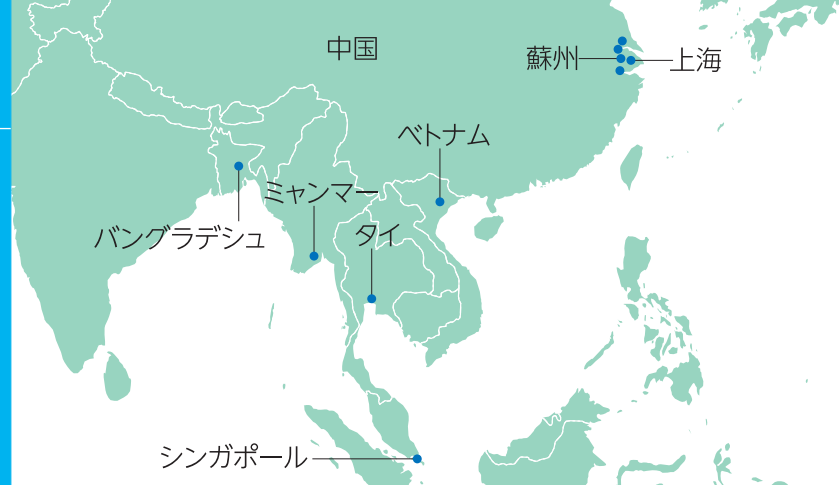 中国
蘇州
上海
ベトナム
ミャンマー
バングラデシュ
タイ
シンガポール